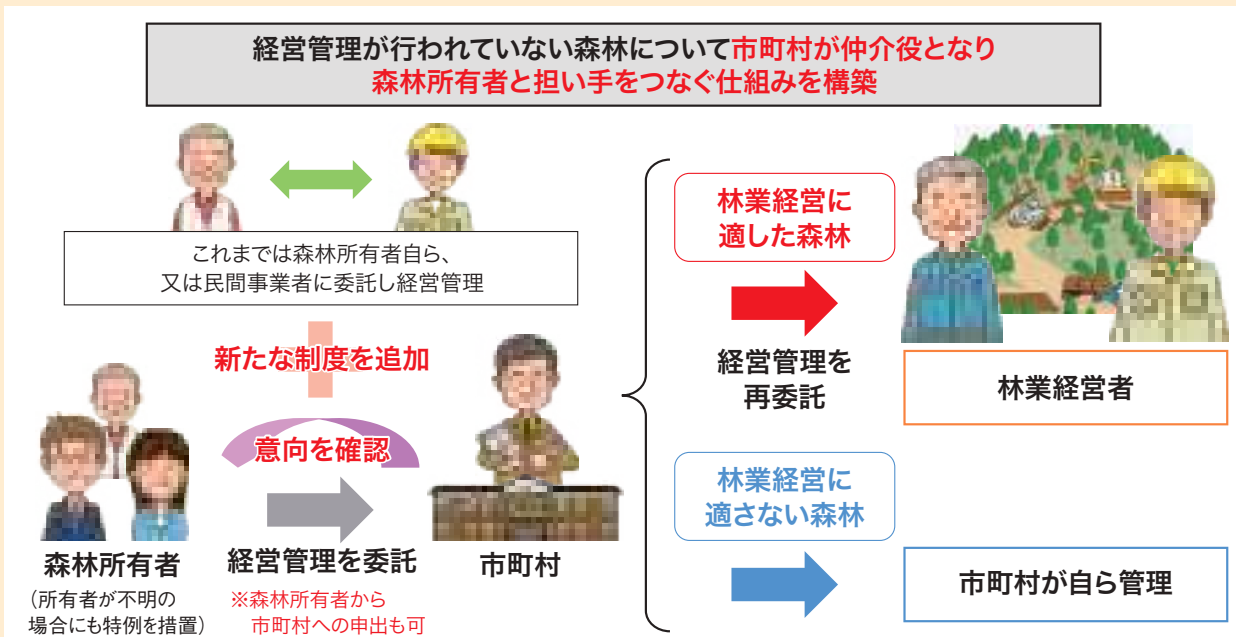 経営管理が行われていない森林について市町村が仲介役となり
森林所有者と担い手をつなぐ仕組みを構築
これまでは森林所有者自ら、
又は民間事業者に委託し経営管理
新たな制度を追加
意向を確認
森林所有者
(所有者が不明の
場合にも特例を措置)
経営管理を委託
※森林所有者から
市町村への申出も可
市町村
林業経営に
適した森林
経営管理を
再委託
林業経営者
林業経営に
適さない森林
市町村が自ら管理